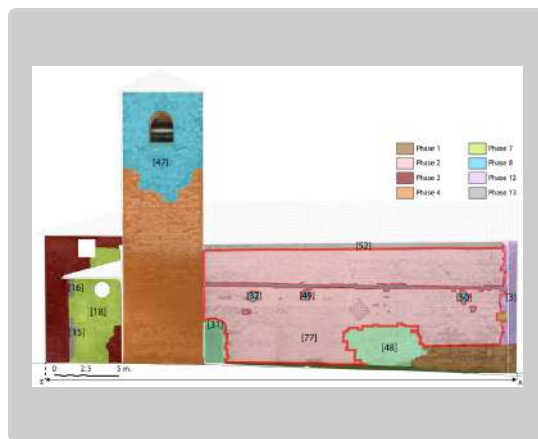 [47]
Phase 1
Phase 2
Phase 3
Phase 4
Phase 7
Phase 8
Phase 12
Phase 13
[52]
[16]
[18]
[15]
[32]
[49]
[50]
[3]
[31]
[77]
[48]
0 2.5 5 m.
E
A